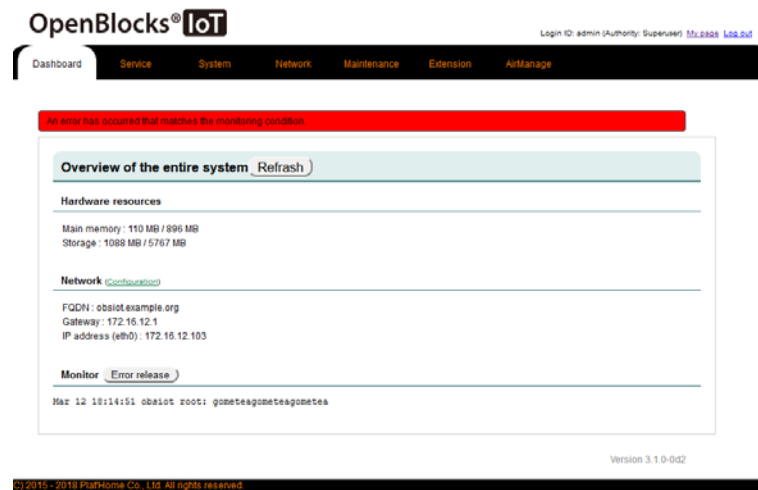 OpenBlocks® IoT
Login ID: admin (Authority: Superuser) My page Log out
Dashboard Service System Network Maintenance Extension AirManage
An error has occurred that matches the monitoring condition.
Overview of the entire system Refrash
Hardware resources
Main memory : 110 MB / 896 MB
Storage : 1088 MB / 5767 MB
Network (Configuration)
FQDN : obsiot.example.org
Gateway : 172.16.12.1
IP address (eth0) : 172.16.12.103
Monitor Error release
Mar 12 18:14:51 obsiot root: gometeagometeagometea
Version 3.1.0-0d2
C) 2015 - 2018 Plat'Home Co., Ltd. All rights reserved.